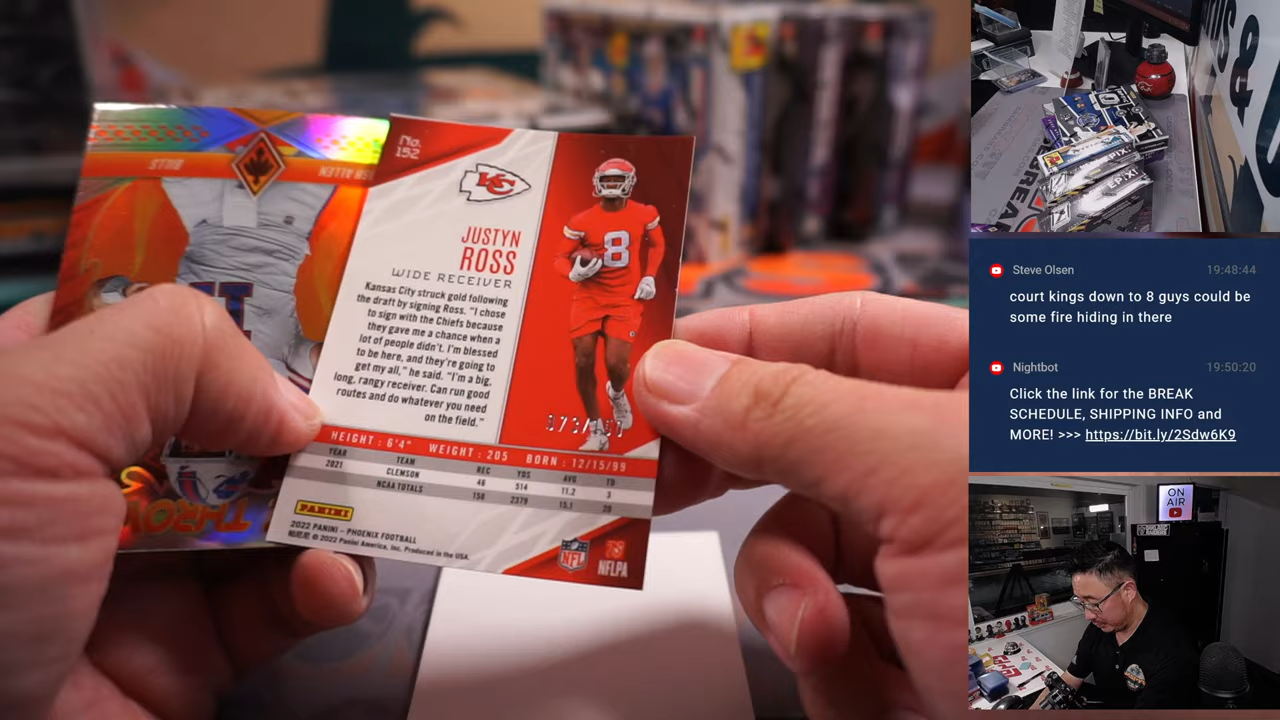 No.
152
KC
JUSTYN
ROSS
WIDE RECEIVER
Kansas City struck gold following
the draft by signing Ross. "I chose
to sign with the Chiefs because
they gave me a chance when a
lot of people didn't. I'm blessed
to be here, and they're going to
get my all," he said. "I'm a big,
long, rangy receiver. Can run good
routes and do whatever you need
on the field."
8
HEIGHT: 6'4" WEIGHT: 205 BORN: 12/15/99
YEAR TEAM REC YDS AVG TD
2021 CLEMSON 46 514 11.2 3
NCAA TOTALS 158 2379 15.1 20
PANINI
2022 PANINI – PHOENIX FOOTBALL
© 2022 Panini America, Inc. Produced in the USA.
NFL
NFLPA
BILLS
THROW
&
Steve Olsen 19:48:44
court kings down to 8 guys could be
some fire hiding in there
Nightbot 19:50:20
Click the link for the BREAK
SCHEDULE, SHIPPING INFO and
MORE! >>> https://bit.ly/2Sdw6K9
ON
AIR